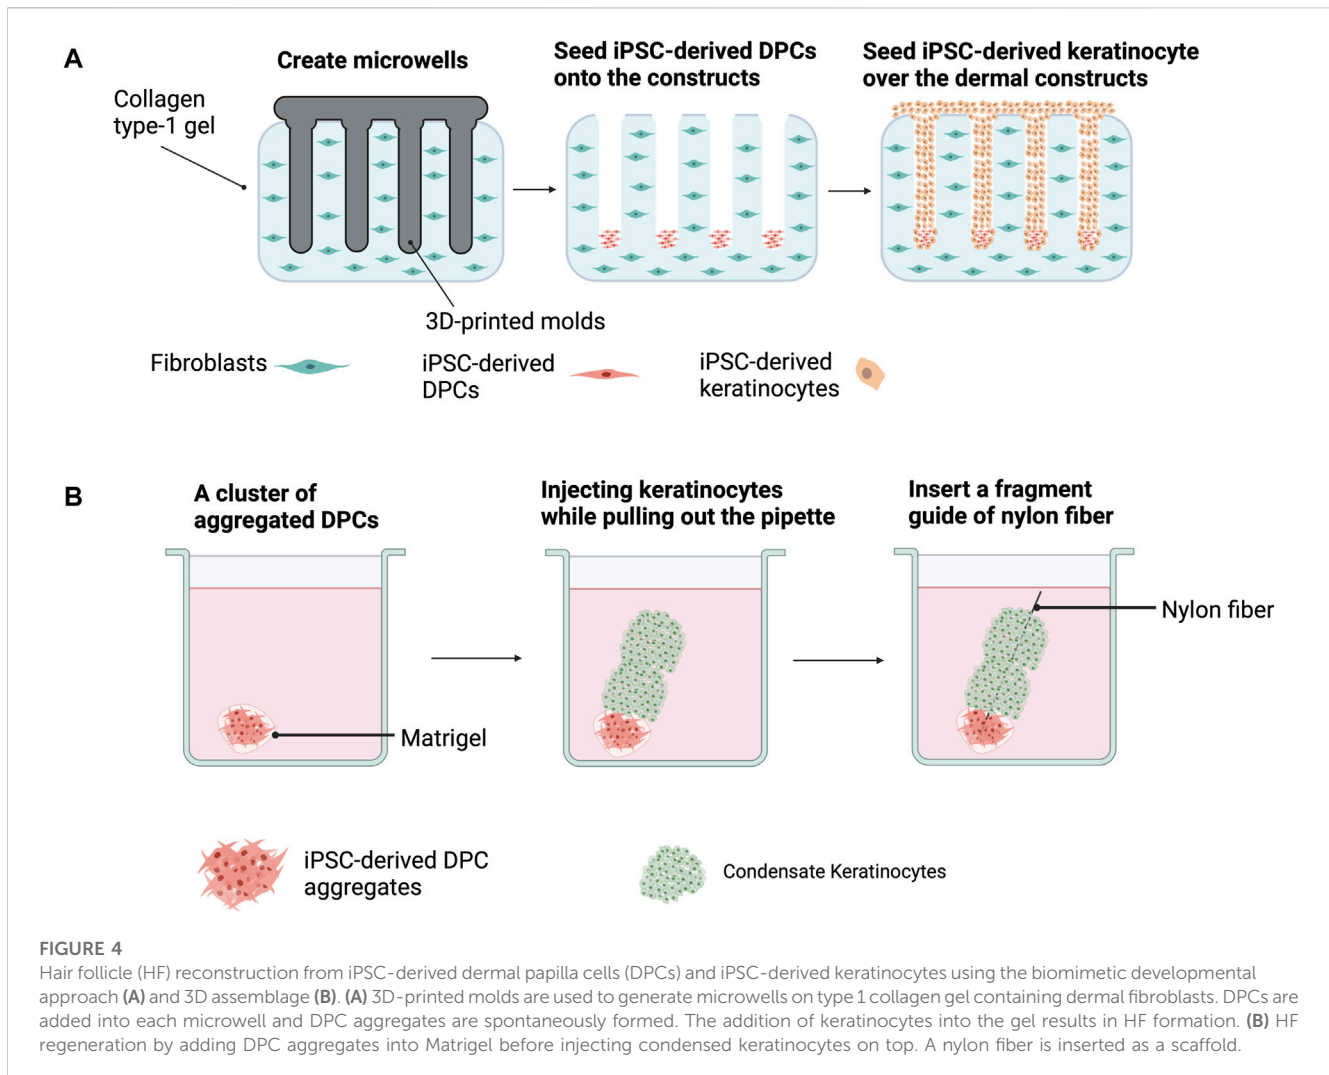 A
Create microwells
Seed iPSC-derived DPCs
onto the constructs
Seed iPSC-derived keratinocyte
over the dermal constructs
Collagen
type-1 gel
3D-printed molds
Fibroblasts
iPSC-derived
DPCs
iPSC-derived
keratinocytes
B
A cluster of
aggregated DPCs
Injecting keratinocytes
while pulling out the pipette
Insert a fragment
guide of nylon fiber
Nylon fiber
Matrigel
iPSC-derived DPC
aggregates
Condensate Keratinocytes
FIGURE 4
Hair follicle (HF) reconstruction from iPSC-derived dermal papilla cells (DPCs) and iPSC-derived keratinocytes using the biomimetic developmental
approach (A) and 3D assemblage (B). (A) 3D-printed molds are used to generate microwells on type 1 collagen gel containing dermal fibroblasts. DPCs are
added into each microwell and DPC aggregates are spontaneously formed. The addition of keratinocytes into the gel results in HF formation. (B) HF
regeneration by adding DPC aggregates into Matrigel before injecting condensed keratinocytes on top. A nylon fiber is inserted as a scaffold.